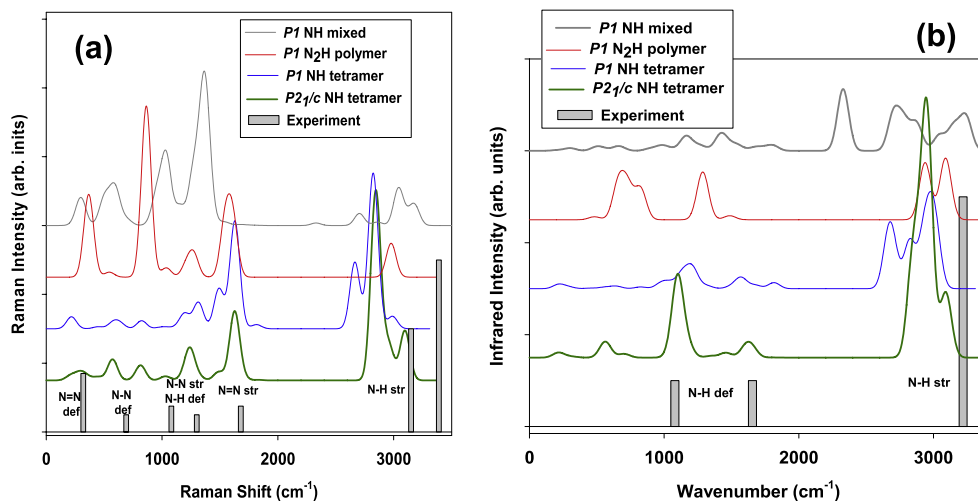 (a)
P1 NH mixed
P1 N2H polymer
P1 NH tetramer
P21/c NH tetramer
Experiment
Raman Intensity (arb. inits)
N=N
def
N-N
def
N-N str
N-H def
N=N str
N-H str
0
1000
2000
3000
Raman Shift (cm-1)
(b)
P1 NH mixed
P1 N2H polymer
P1 NH tetramer
P21/c NH tetramer
Experiment
Infrared Intensity (arb. units)
N-H def
N-H str
0
1000
2000
3000
Wavenumber (cm-1)